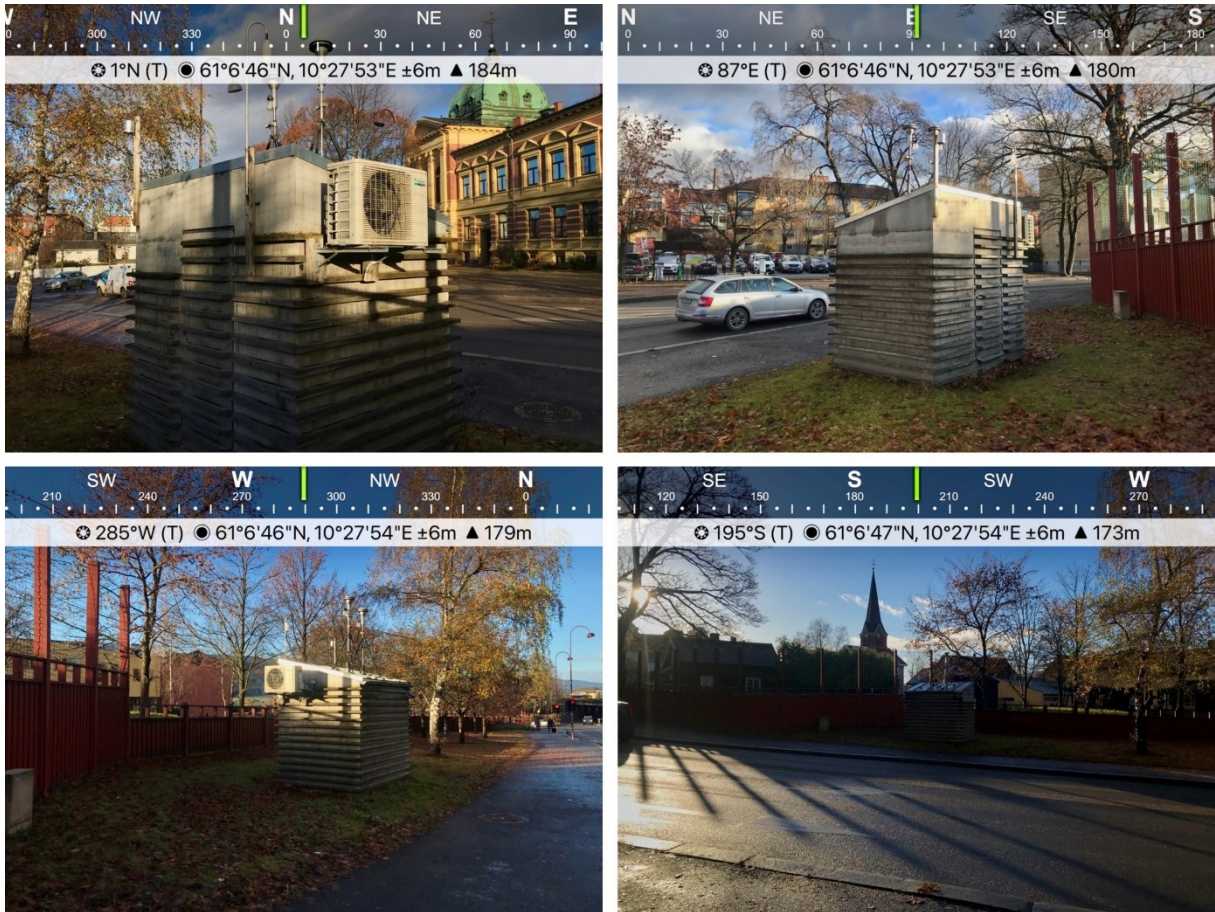 W NW N NE E
300 330 0 30 60 90
1°N (T) 61°6'46"N, 10°27'53"E ±6m ▲ 184m
N NE E SE S
0 30 60 120 150 180
87°E (T) 61°6'46"N, 10°27'53"E ±6m ▲ 180m
SW W NW N
210 240 270 300 330 0
285°W (T) 61°6'46"N, 10°27'54"E ±6m ▲ 179m
SE S SW W
120 150 180 210 240 270
195°S (T) 61°6'47"N, 10°27'54"E ±6m ▲ 173m